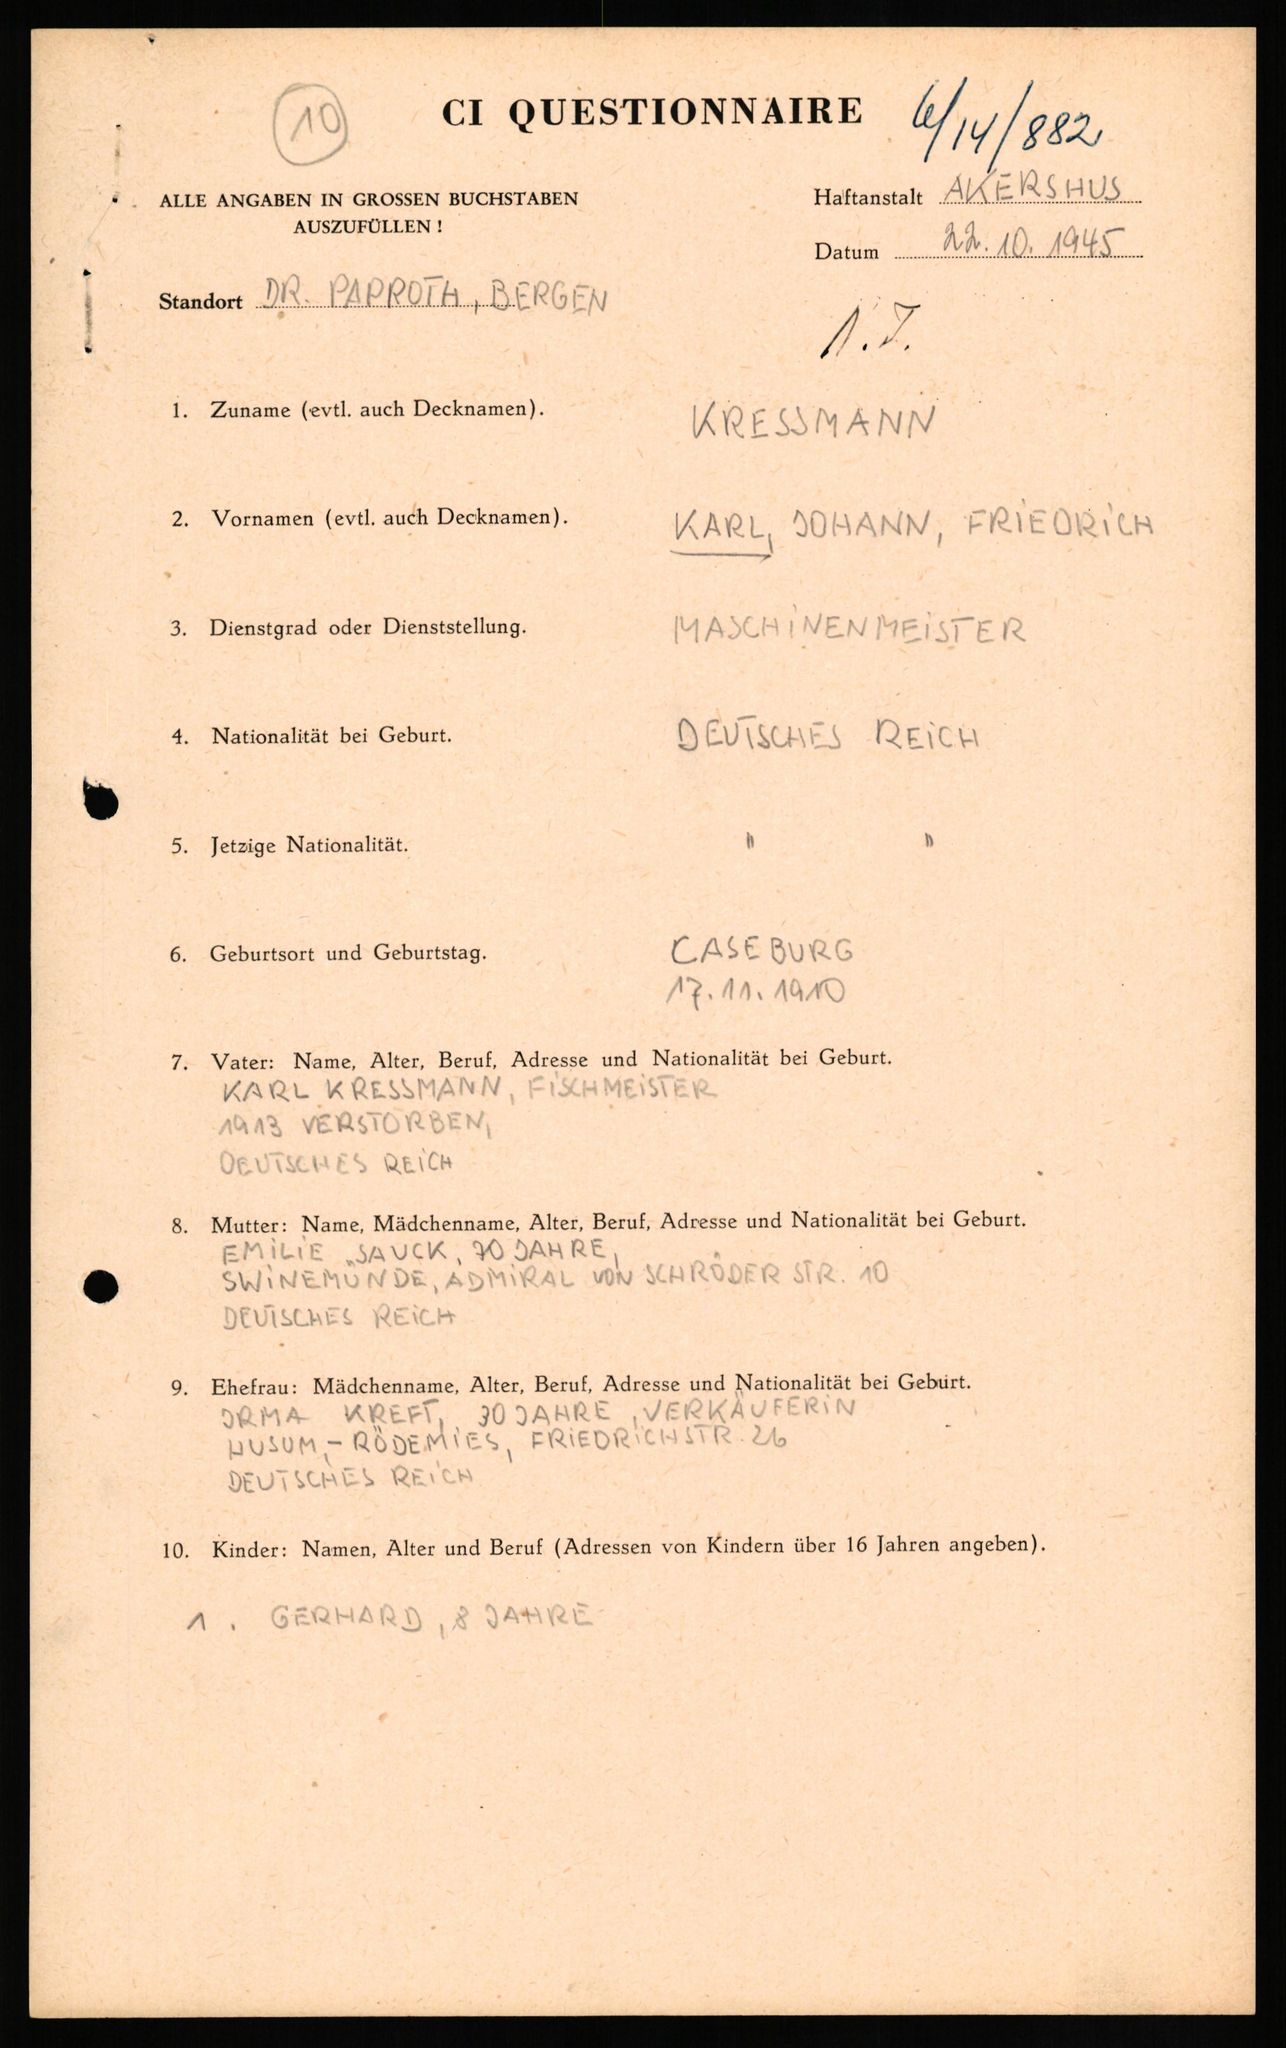 10
CI QUESTIONNAIRE
6/14/882
ALLE ANGABEN IN GROSSEN BUCHSTABEN
AUSZUFÜLLEN!
Haftanstalt AKERSHUS
Datum 22.10.1945
Standort DR. PAPROTH, BERGEN
1. Zuname (evtl. auch Decknamen).
KRESSMANN
2. Vornamen (evtl. auch Decknamen).
KARL, JOHANN, FRIEDRICH
3. Dienstgrad oder Dienststellung.
MASCHINENMEISTER
4. Nationalität bei Geburt.
DEUTSCHES REICH
5. Jetzige Nationalität.
" "
6. Geburtsort und Geburtstag.
CASEBURG
17.11.1910
7. Vater: Name, Alter, Beruf, Adresse und Nationalität bei Geburt.
KARL KRESSMANN, FISCHMEISTER
1913 VERSTORBEN,
DEUTSCHES REICH
8. Mutter: Name, Mädchenname, Alter, Beruf, Adresse und Nationalität bei Geburt.
EMILIE „SAUCK, 70 JAHRE,
SWINEMÜNDE, ADMIRAL VON SCHRÖDER STR. 10
DEUTSCHES REICH
9. Ehefrau: Mädchenname, Alter, Beruf, Adresse und Nationalität bei Geburt.
IRMA KREFT, 30 JAHRE, VERKÄUFERIN
HUSUM,-RÖDEMIES, FRIEDRICHSTR. 26
DEUTSCHES REICH
10. Kinder: Namen, Alter und Beruf (Adressen von Kindern über 16 Jahren angeben).
1. GERHARD, 8 JAHRE